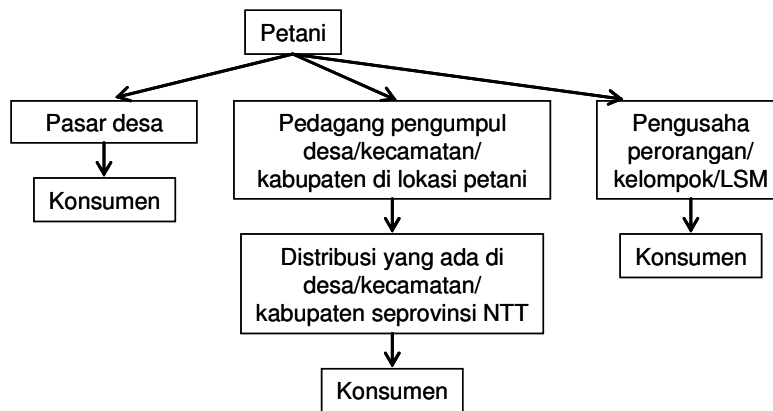 Petani
Pasar desa
Konsumen
Pedagang pengumpul
desa/kecamatan/
kabupaten di lokasi petani
Distribusi yang ada di
desa/kecamatan/
kabupaten seprovinsi NTT
Konsumen
Pengusaha
perorangan/
kelompok/LSM
Konsumen